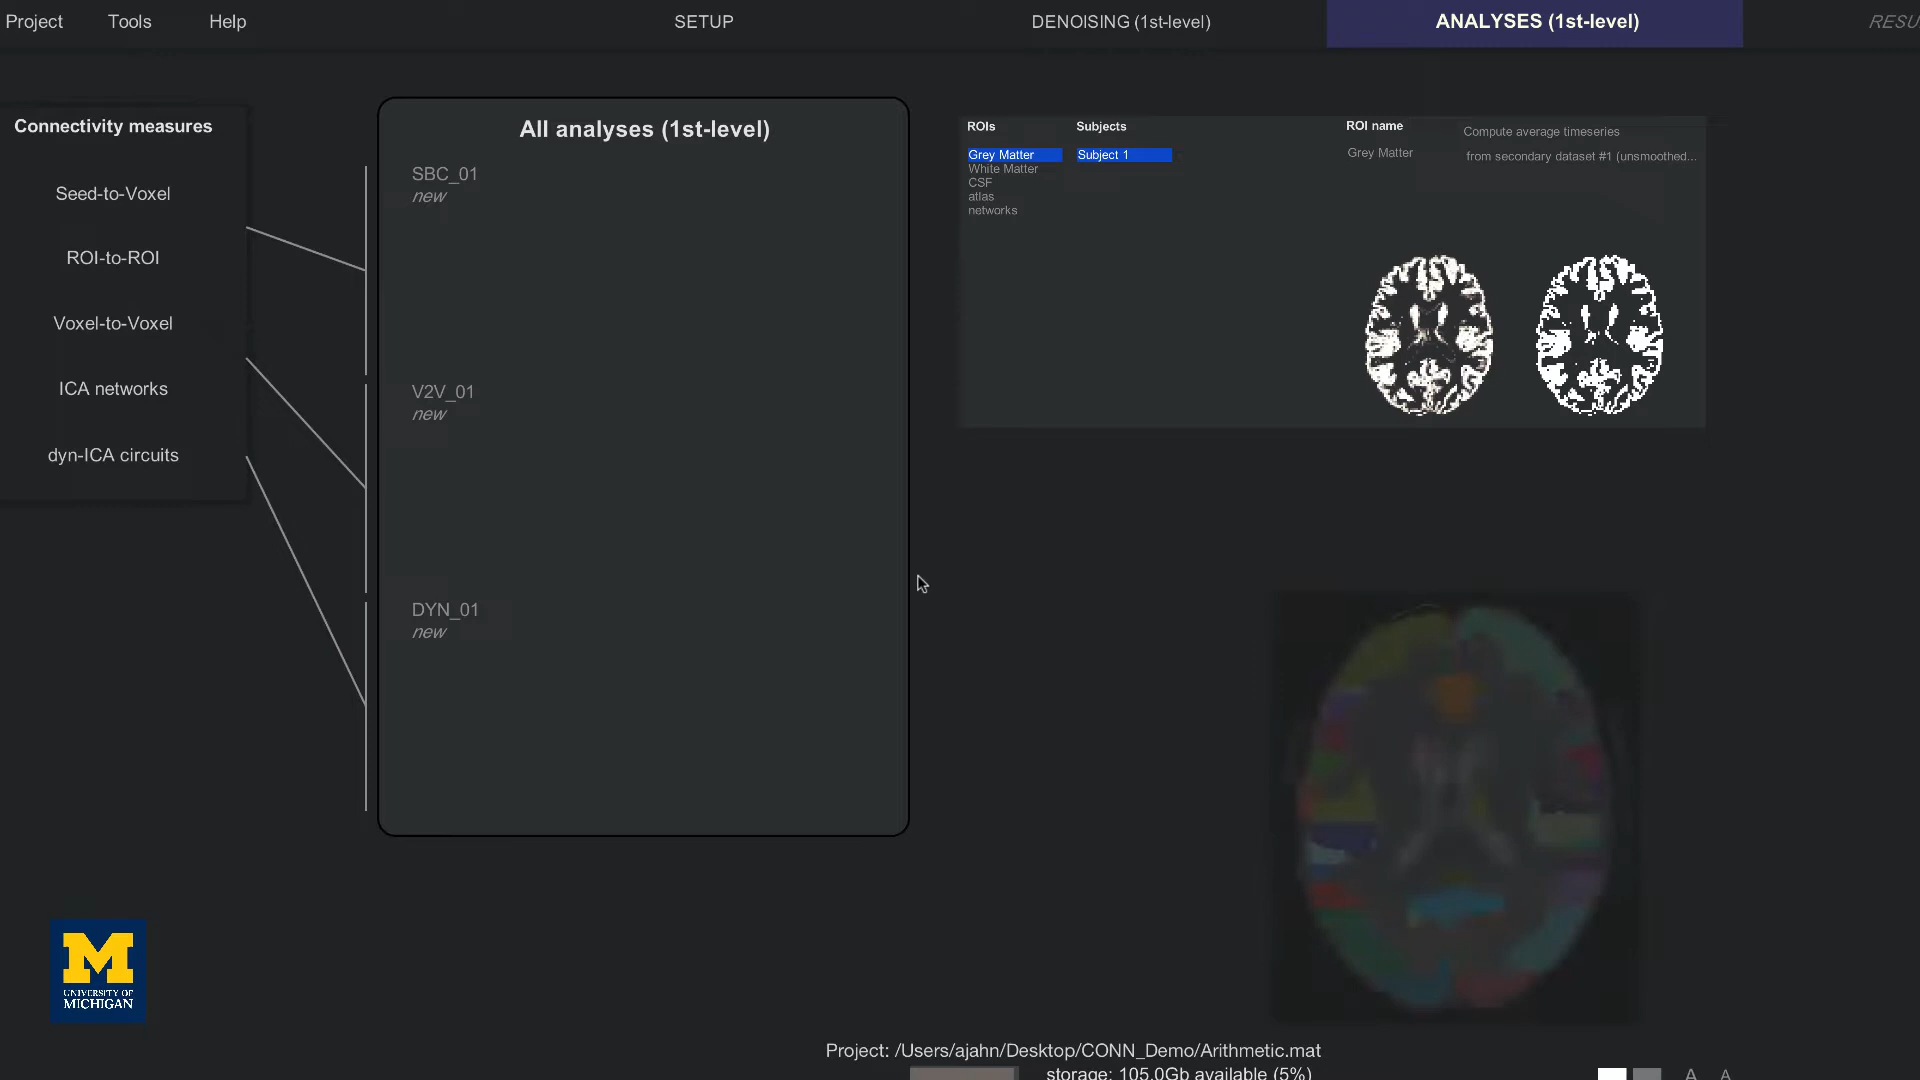 Project Tools Help SETUP DENOISING (1st-level) ANALYSES (1st-level) RESU
Connectivity measures
Seed-to-Voxel
ROI-to-ROI
Voxel-to-Voxel
ICA networks
dyn-ICA circuits
All analyses (1st-level)
SBC_01
new
V2V_01
new
DYN_01
new
ROIs Subjects ROI name Compute average timeseries
Grey Matter Subject 1 Grey Matter from secondary dataset #1 (unsmoothed...
White Matter
CSF
atlas
networks
M
UNIVERSITY OF
MICHIGAN
Project: /Users/ajahn/Desktop/CONN_Demo/Arithmetic.mat
storage: 105.0Gb available (5%)
A A